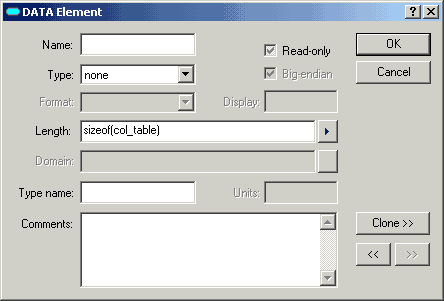 DATA Element
Name:
Read-only
OK
Type: none
Big-endian
Cancel
Format:
Display:
Length: sizeof(col_table)
Domain:
Type name:
Units:
Comments:
Clone >>
<< >>